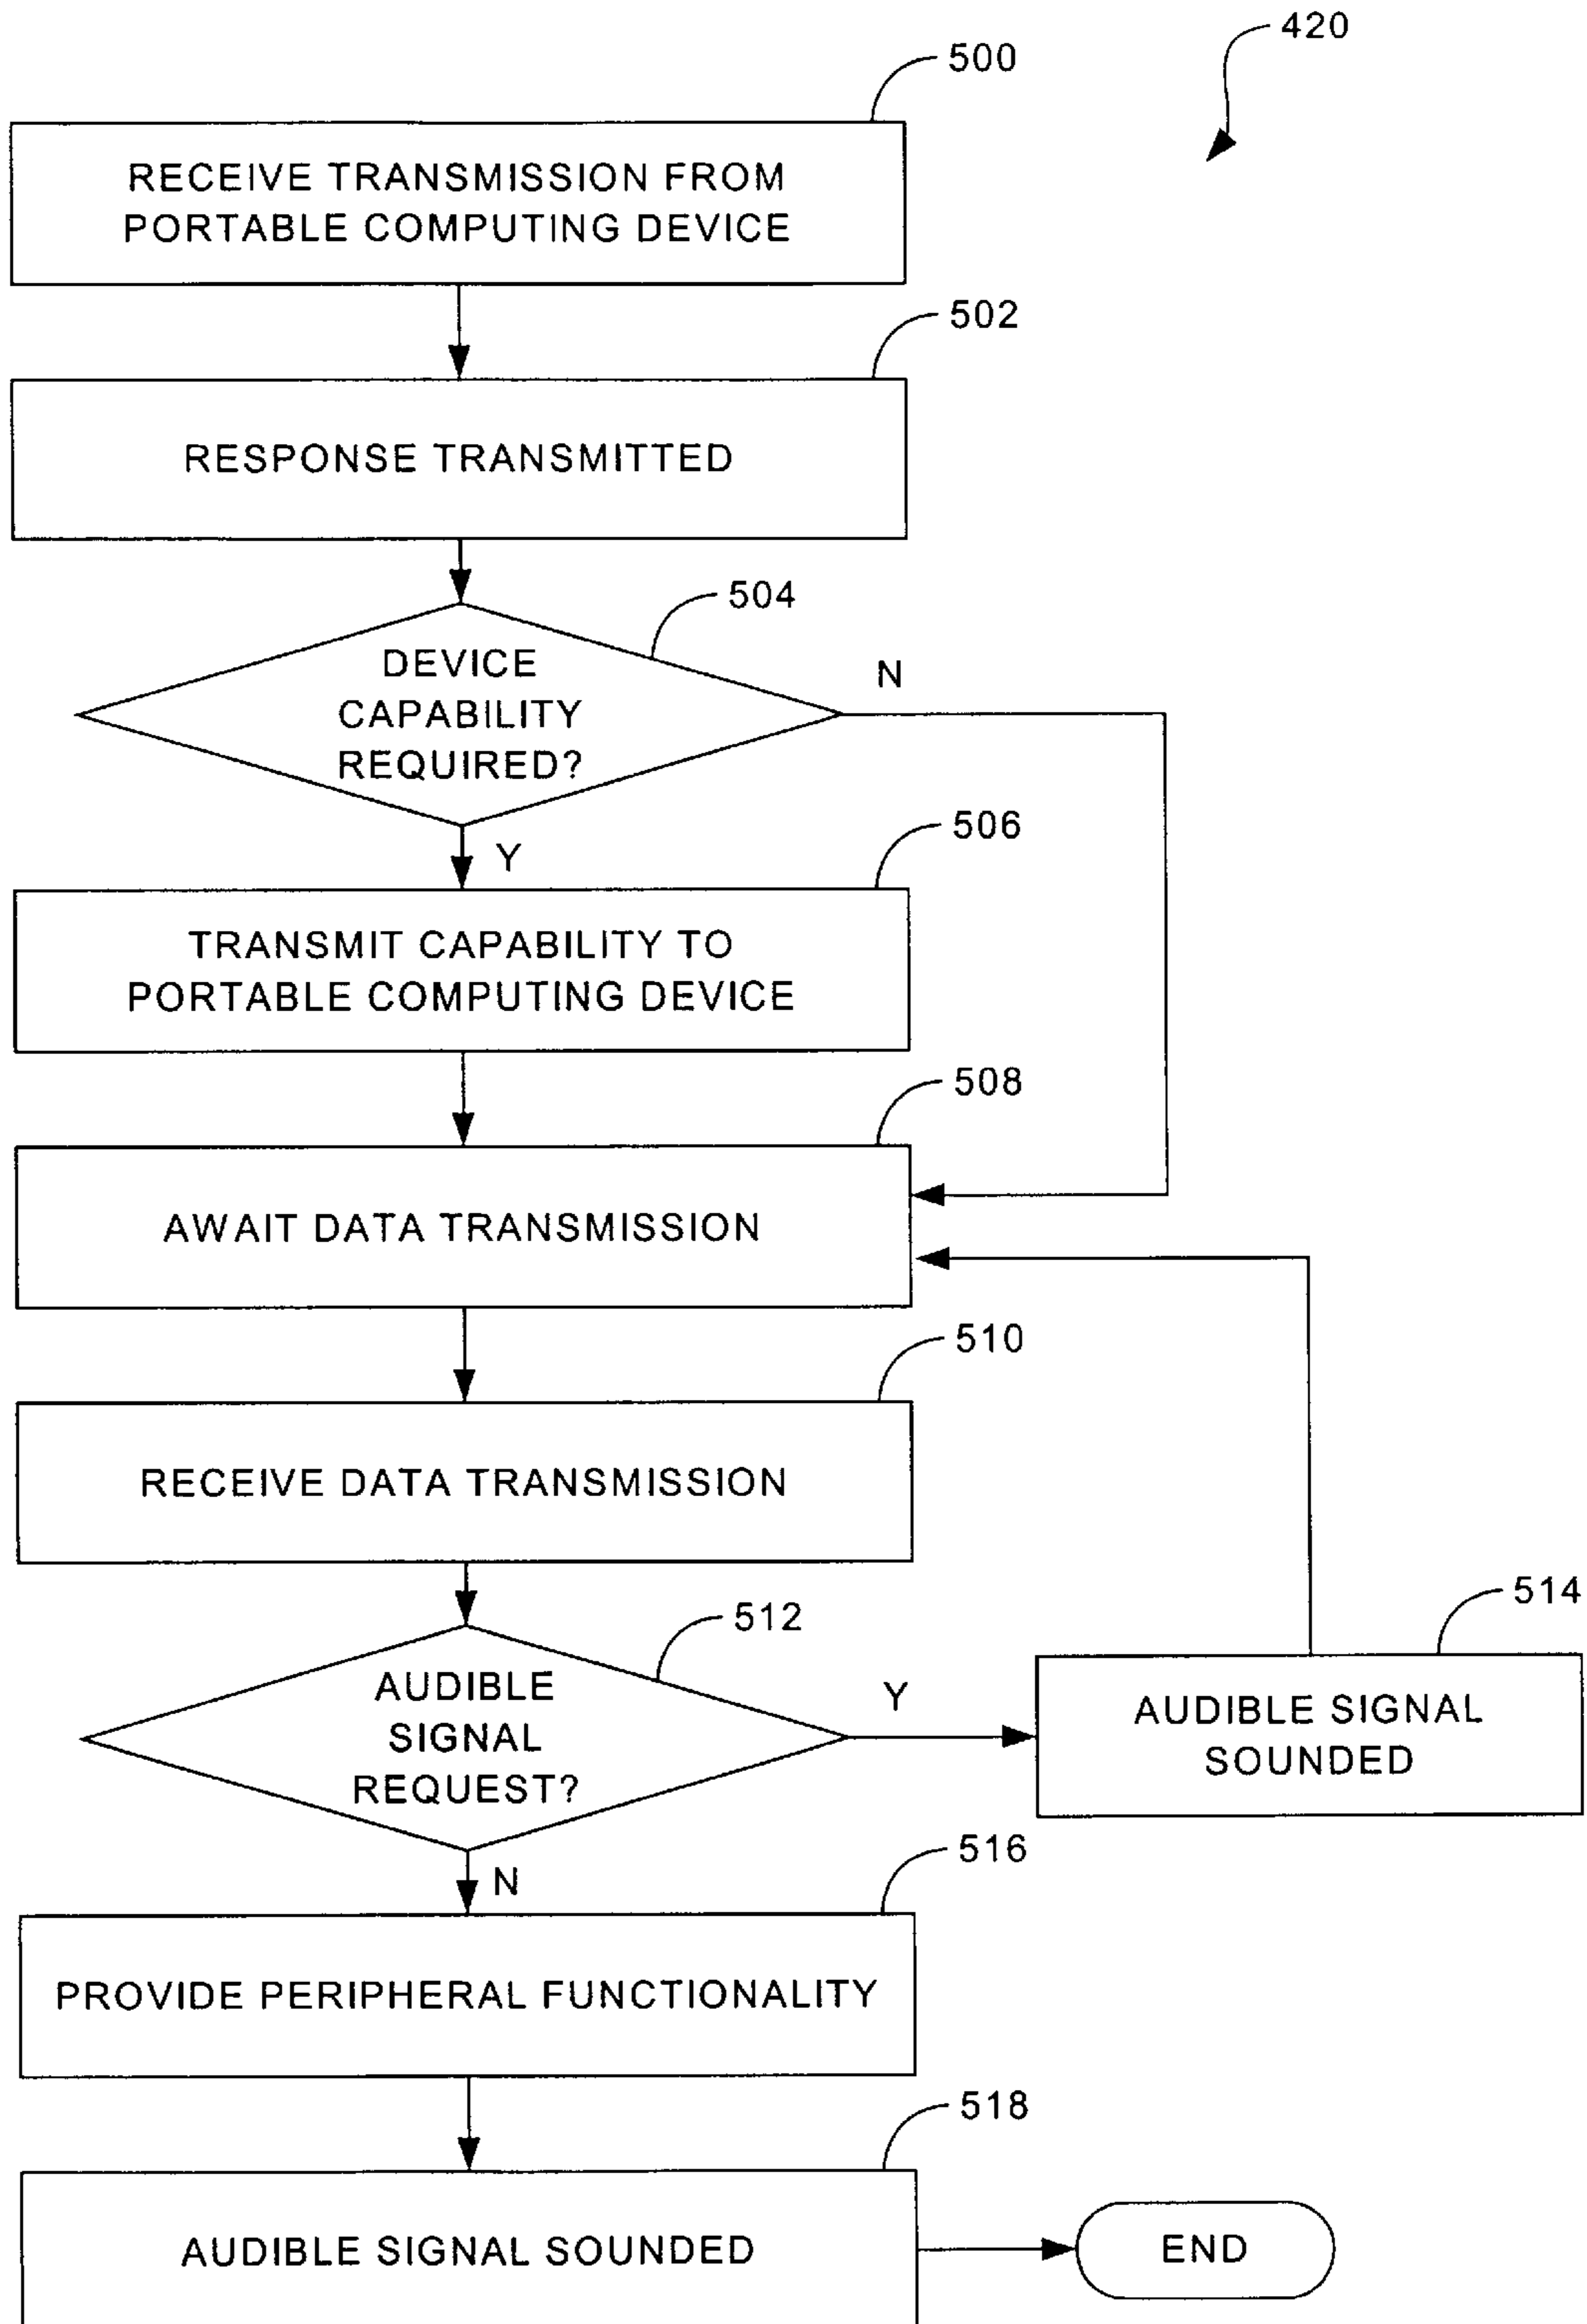 420
500
RECEIVE TRANSMISSION FROM
PORTABLE COMPUTING DEVICE
502
RESPONSE TRANSMITTED
504
DEVICE
CAPABILITY
REQUIRED?
N
Y
506
TRANSMIT CAPABILITY TO
PORTABLE COMPUTING DEVICE
508
AWAIT DATA TRANSMISSION
510
RECEIVE DATA TRANSMISSION
512
AUDIBLE
SIGNAL
REQUEST?
Y
514
AUDIBLE SIGNAL
SOUNDED
N
516
PROVIDE PERIPHERAL FUNCTIONALITY
518
AUDIBLE SIGNAL SOUNDED
END